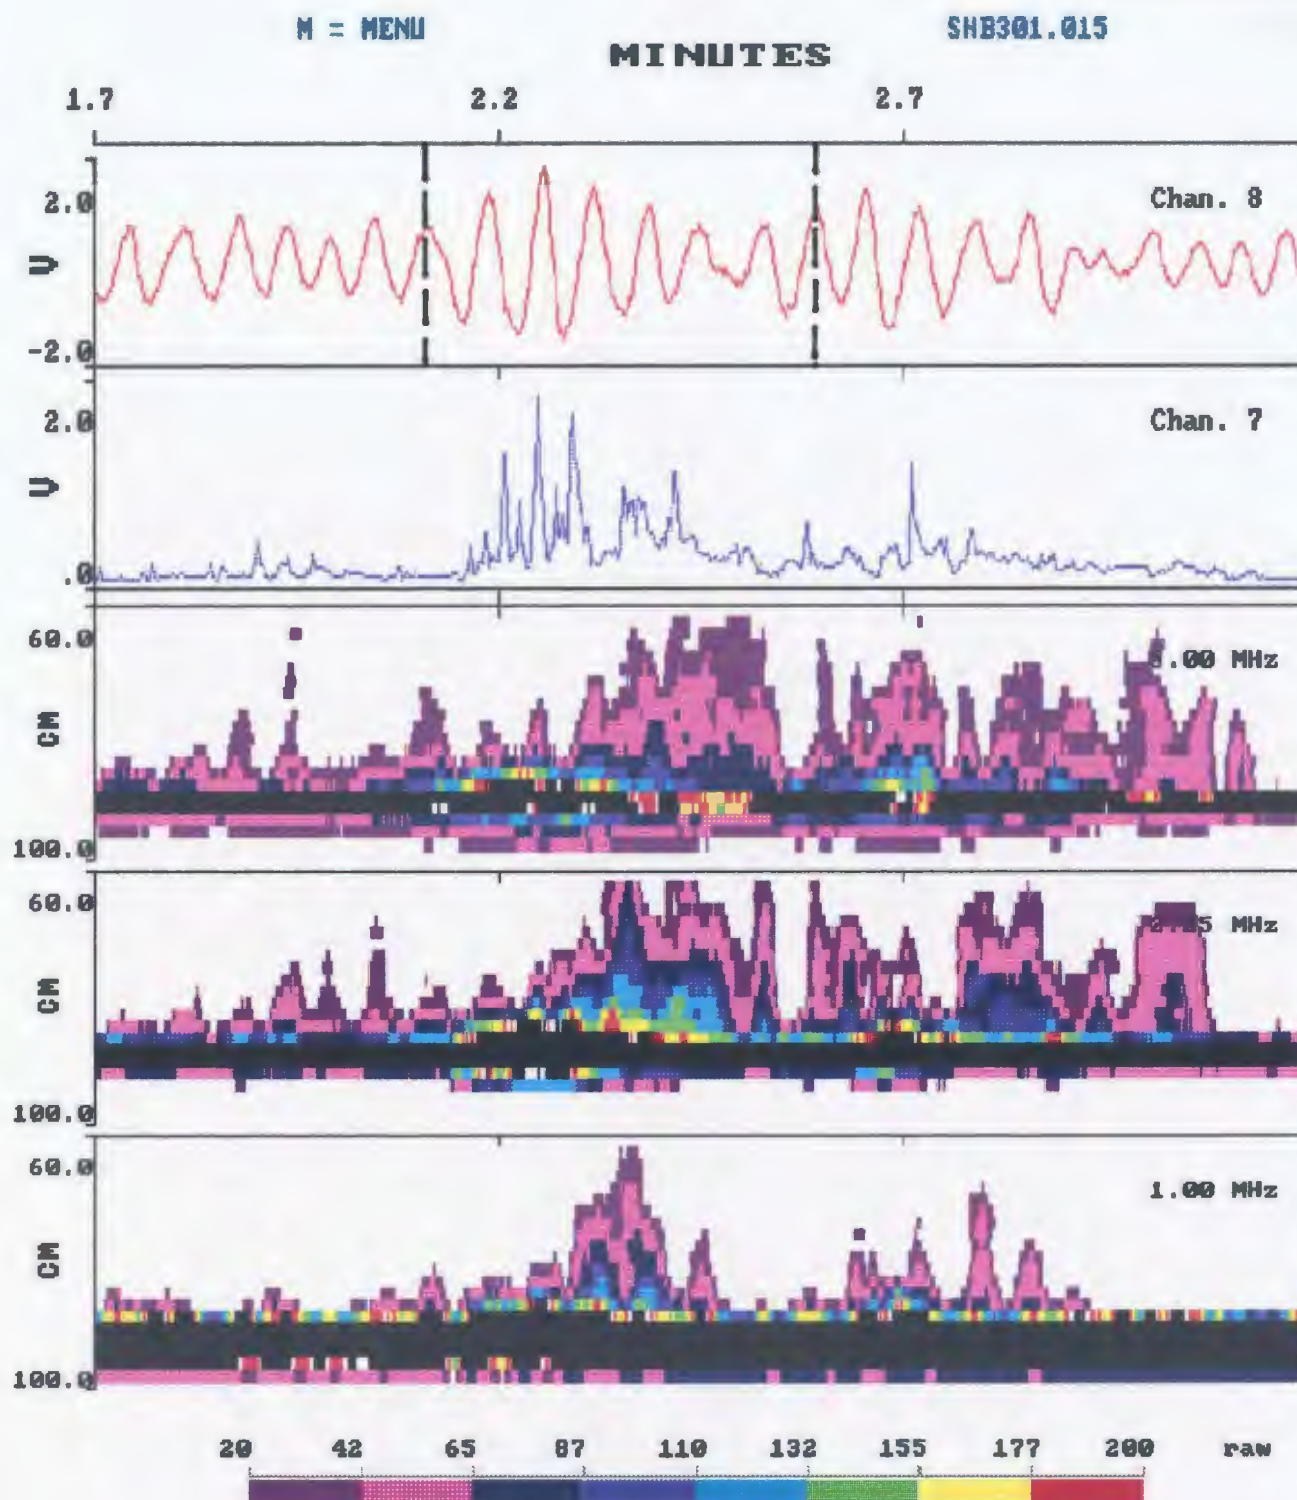 M = MENU SHB301.015
MINUTES
1.7 2.2 2.7
2.0 Chan. 8
V
-2.0
2.0 Chan. 7
V
.0
60.0
.00 MHz
CM
100.0
60.0
MHz
CM
100.0
60.0
1.00 MHz
CM
100.0
20 42 65 87 110 132 155 177 200 raw